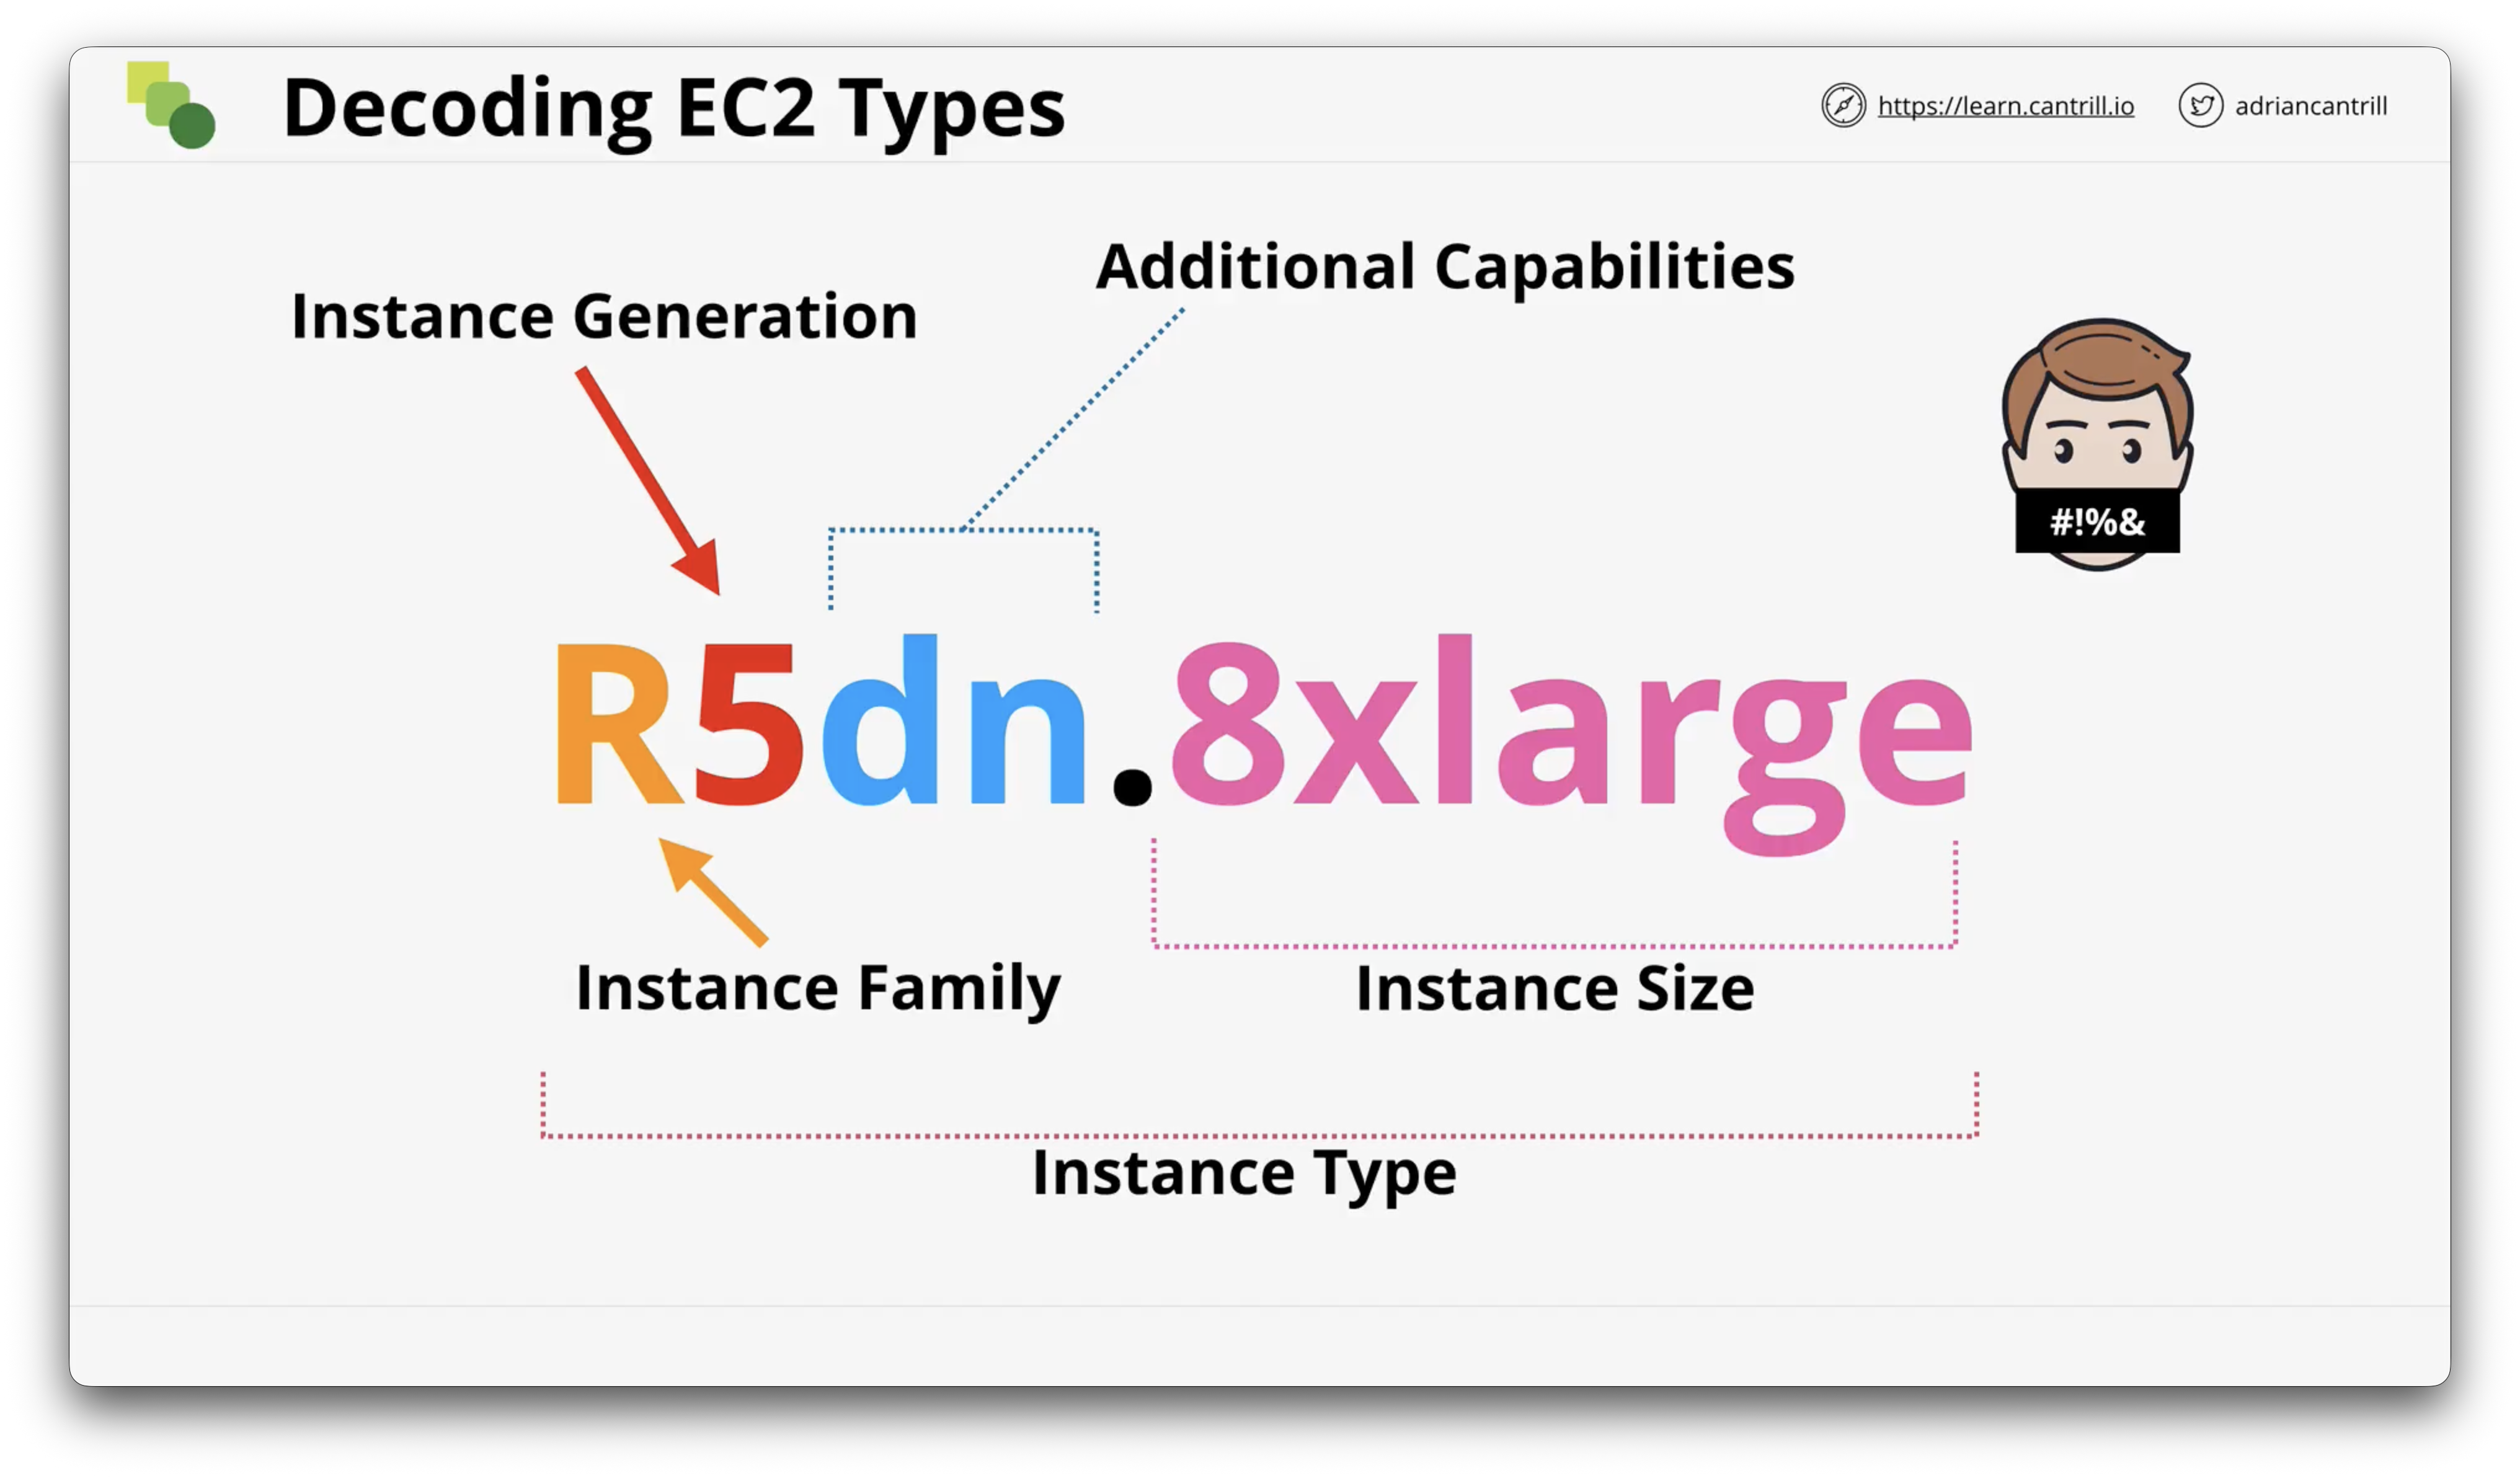 Decoding EC2 Types
https://learn.cantrill.io
adriancantrill
Additional Capabilities
Instance Generation
#!%&
R5dn.8xlarge
Instance Family
Instance Size
Instance Type